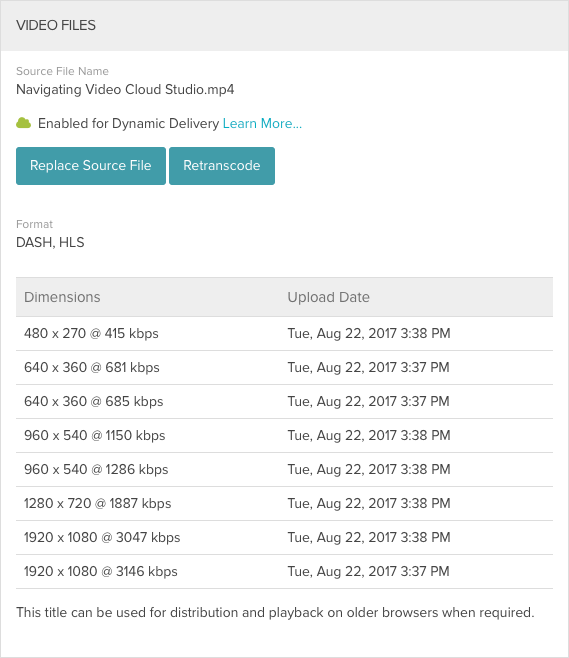 VIDEO FILES
Source File Name
Navigating Video Cloud Studio.mp4
Enabled for Dynamic Delivery Learn More...
Replace Source File Retranscode
Format
DASH, HLS
Dimensions Upload Date
480 x 270 @ 415 kbps Tue, Aug 22, 2017 3:38 PM
640 x 360 @ 681 kbps Tue, Aug 22, 2017 3:37 PM
640 x 360 @ 685 kbps Tue, Aug 22, 2017 3:37 PM
960 x 540 @ 1150 kbps Tue, Aug 22, 2017 3:38 PM
960 x 540 @ 1286 kbps Tue, Aug 22, 2017 3:38 PM
1280 x 720 @ 1887 kbps Tue, Aug 22, 2017 3:38 PM
1920 x 1080 @ 3047 kbps Tue, Aug 22, 2017 3:38 PM
1920 x 1080 @ 3146 kbps Tue, Aug 22, 2017 3:37 PM
This title can be used for distribution and playback on older browsers when required.